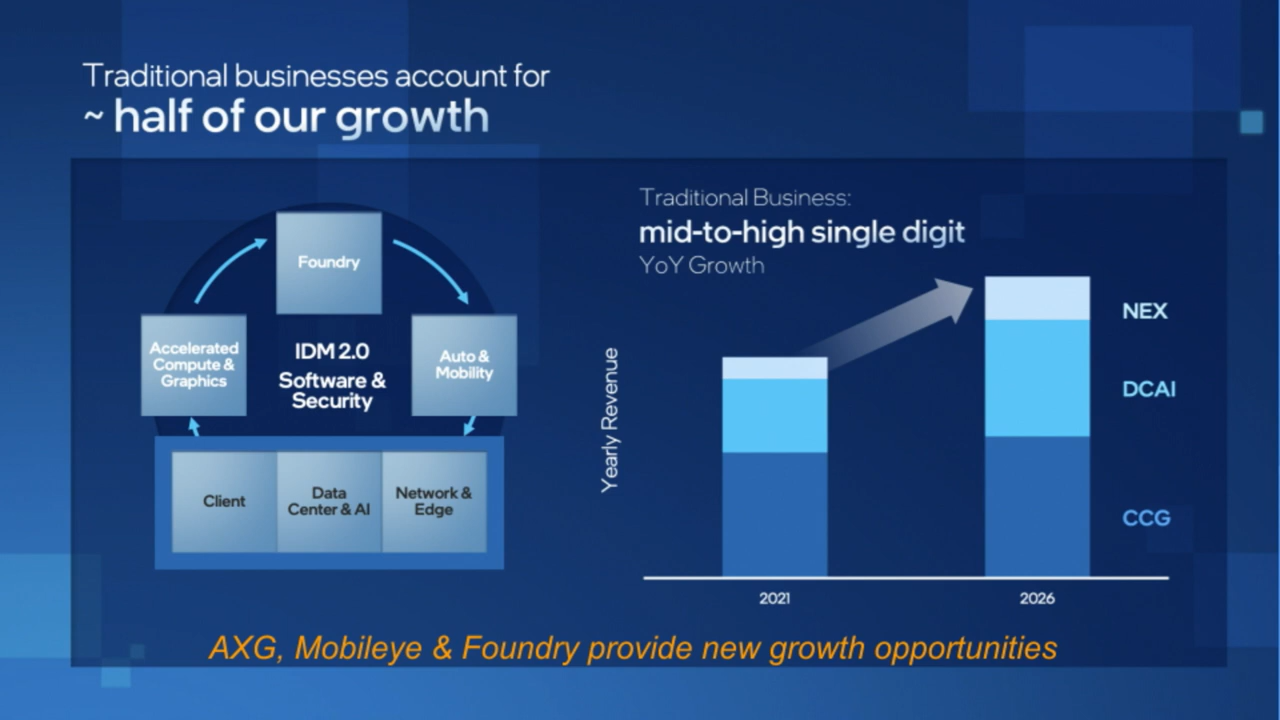 Traditional businesses account for
~ half of our growth
Foundry
Accelerated
Compute &
Graphics
IDM 2.0
Software &
Security
Auto &
Mobility
Client
Data
Center & AI
Network &
Edge
Traditional Business:
mid-to-high single digit
YoY Growth
Yearly Revenue
NEX
DCAI
CCG
2021
2026
AXG, Mobileye & Foundry provide new growth opportunities